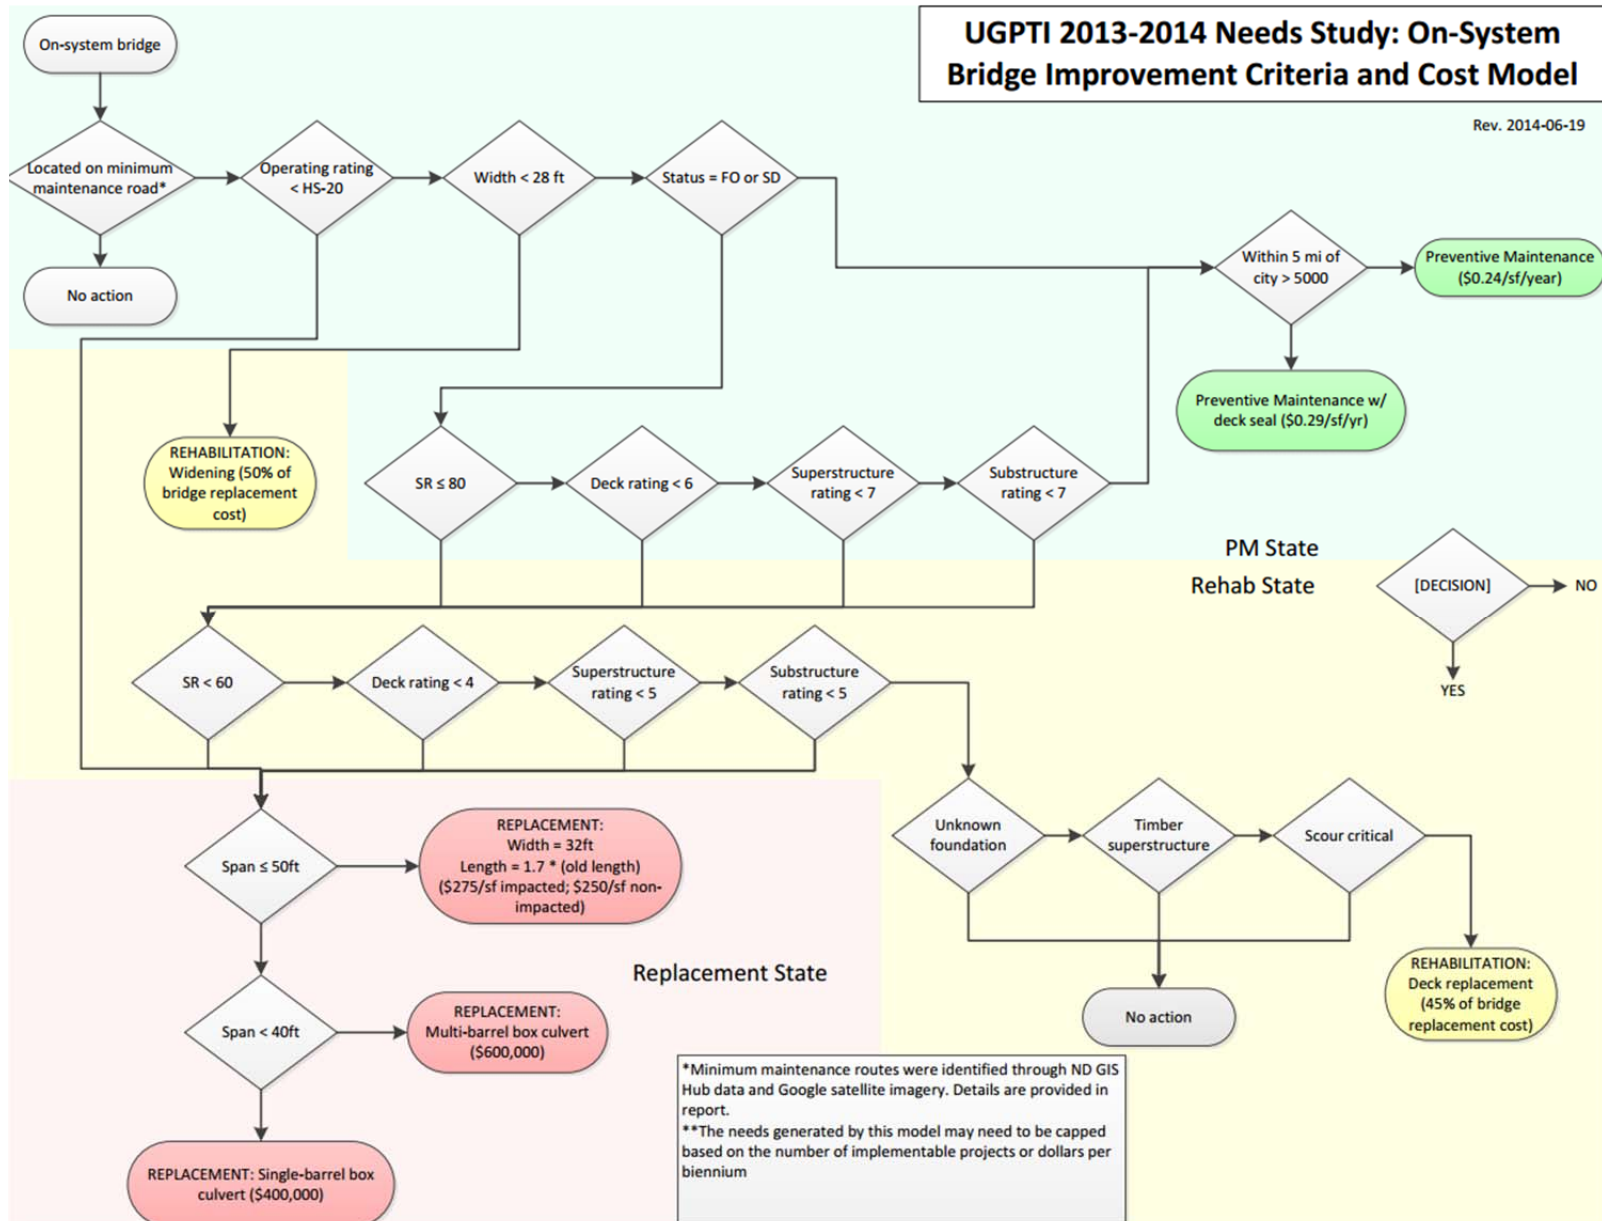 UGPTI 2013-2014 Needs Study: On-System
Bridge Improvement Criteria and Cost Model
Rev. 2014-06-19
On-system bridge
Located on minimum
maintenance road*
Operating rating
< HS-20
Width < 28 ft
Status = FO or SD
No action
Within 5 mi of
city > 5000
Preventive Maintenance
($0.24/sf/year)
Preventive Maintenance w/
deck seal ($0.29/sf/yr)
REHABILITATION:
Widening (50% of
bridge replacement
cost)
SR ≤ 80
Deck rating < 6
Superstructure
rating < 7
Substructure
rating < 7
PM State
Rehab State
[DECISION]
NO
YES
SR < 60
Deck rating < 4
Superstructure
rating < 5
Substructure
rating < 5
Span ≤ 50ft
REPLACEMENT:
Width = 32ft
Length = 1.7 * (old length)
($275/sf impacted; $250/sf non-
impacted)
Unknown
foundation
Timber
superstructure
Scour critical
Replacement State
No action
REHABILITATION:
Deck replacement
(45% of bridge
replacement cost)
Span < 40ft
REPLACEMENT:
Multi-barrel box culvert
($600,000)
REPLACEMENT: Single-barrel box
culvert ($400,000)
*Minimum maintenance routes were identified through ND GIS
Hub data and Google satellite imagery. Details are provided in
report.
**The needs generated by this model may need to be capped
based on the number of implementable projects or dollars per
biennium